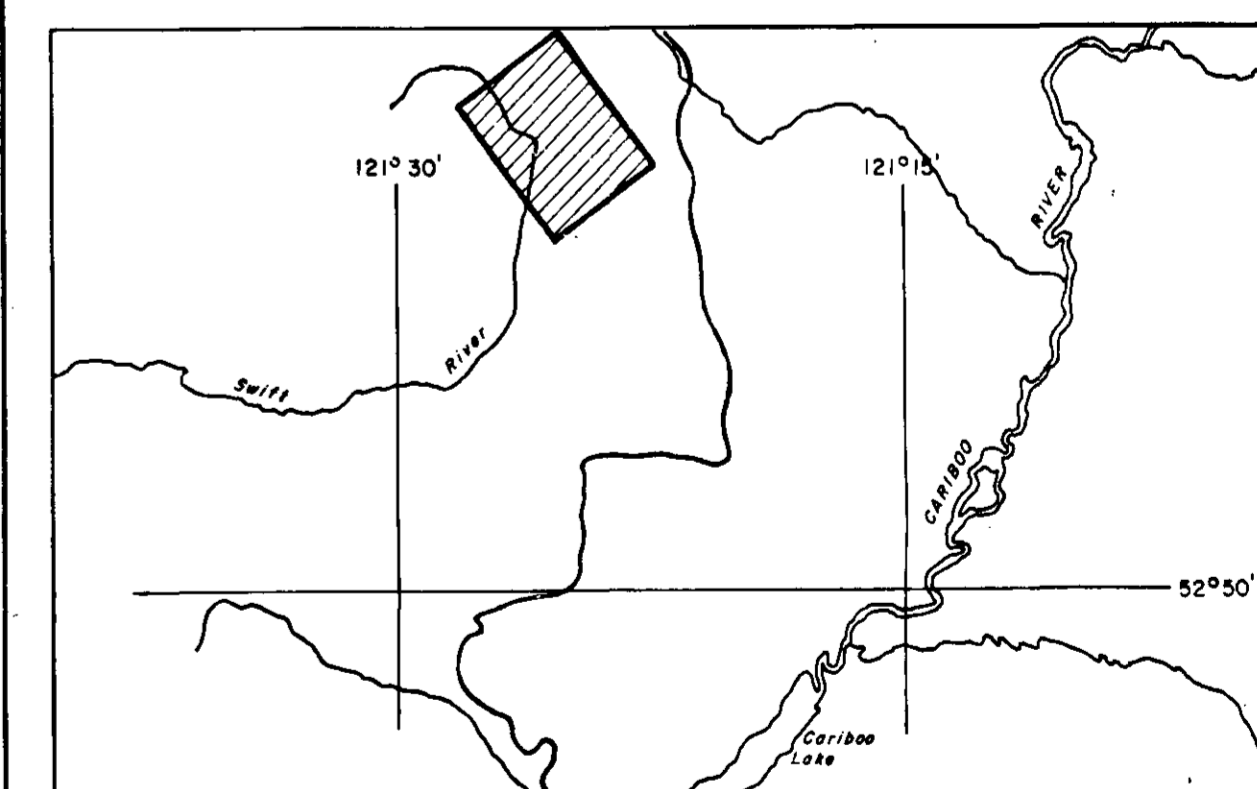 121° 30'
121° 15'
RIVER
River
Swift
CARIBOO
52° 50'
Cariboo
Lake